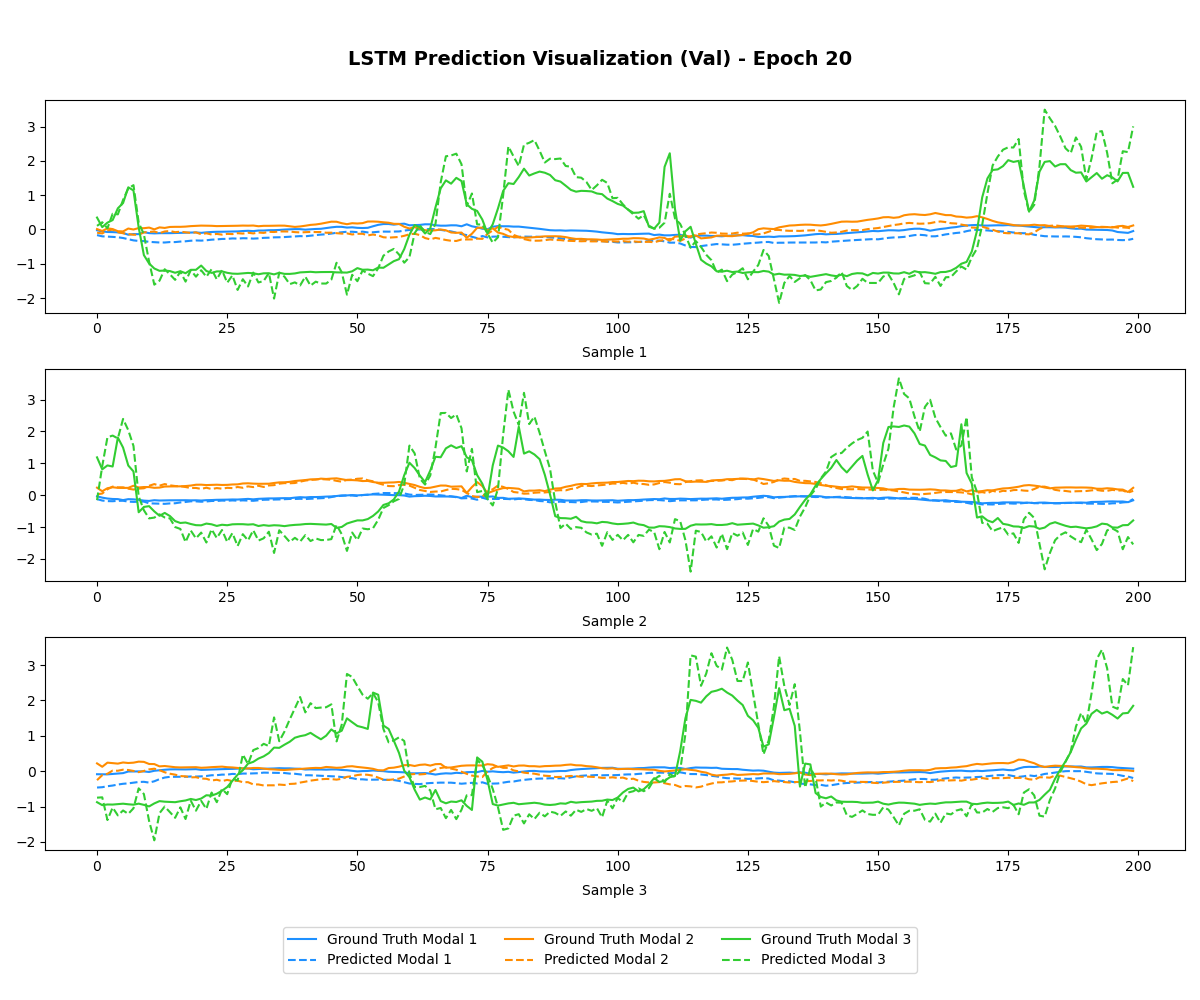 LSTM Prediction Visualization (Val) - Epoch 20
3
2
1
0
−1
−2
0 25 50 75 100 125 150 175 200
Sample 1
3
2
1
0
−1
−2
0 25 50 75 100 125 150 175 200
Sample 2
3
2
1
0
−1
−2
0 25 50 75 100 125 150 175 200
Sample 3
Ground Truth Modal 1 Ground Truth Modal 2 Ground Truth Modal 3
Predicted Modal 1 Predicted Modal 2 Predicted Modal 3